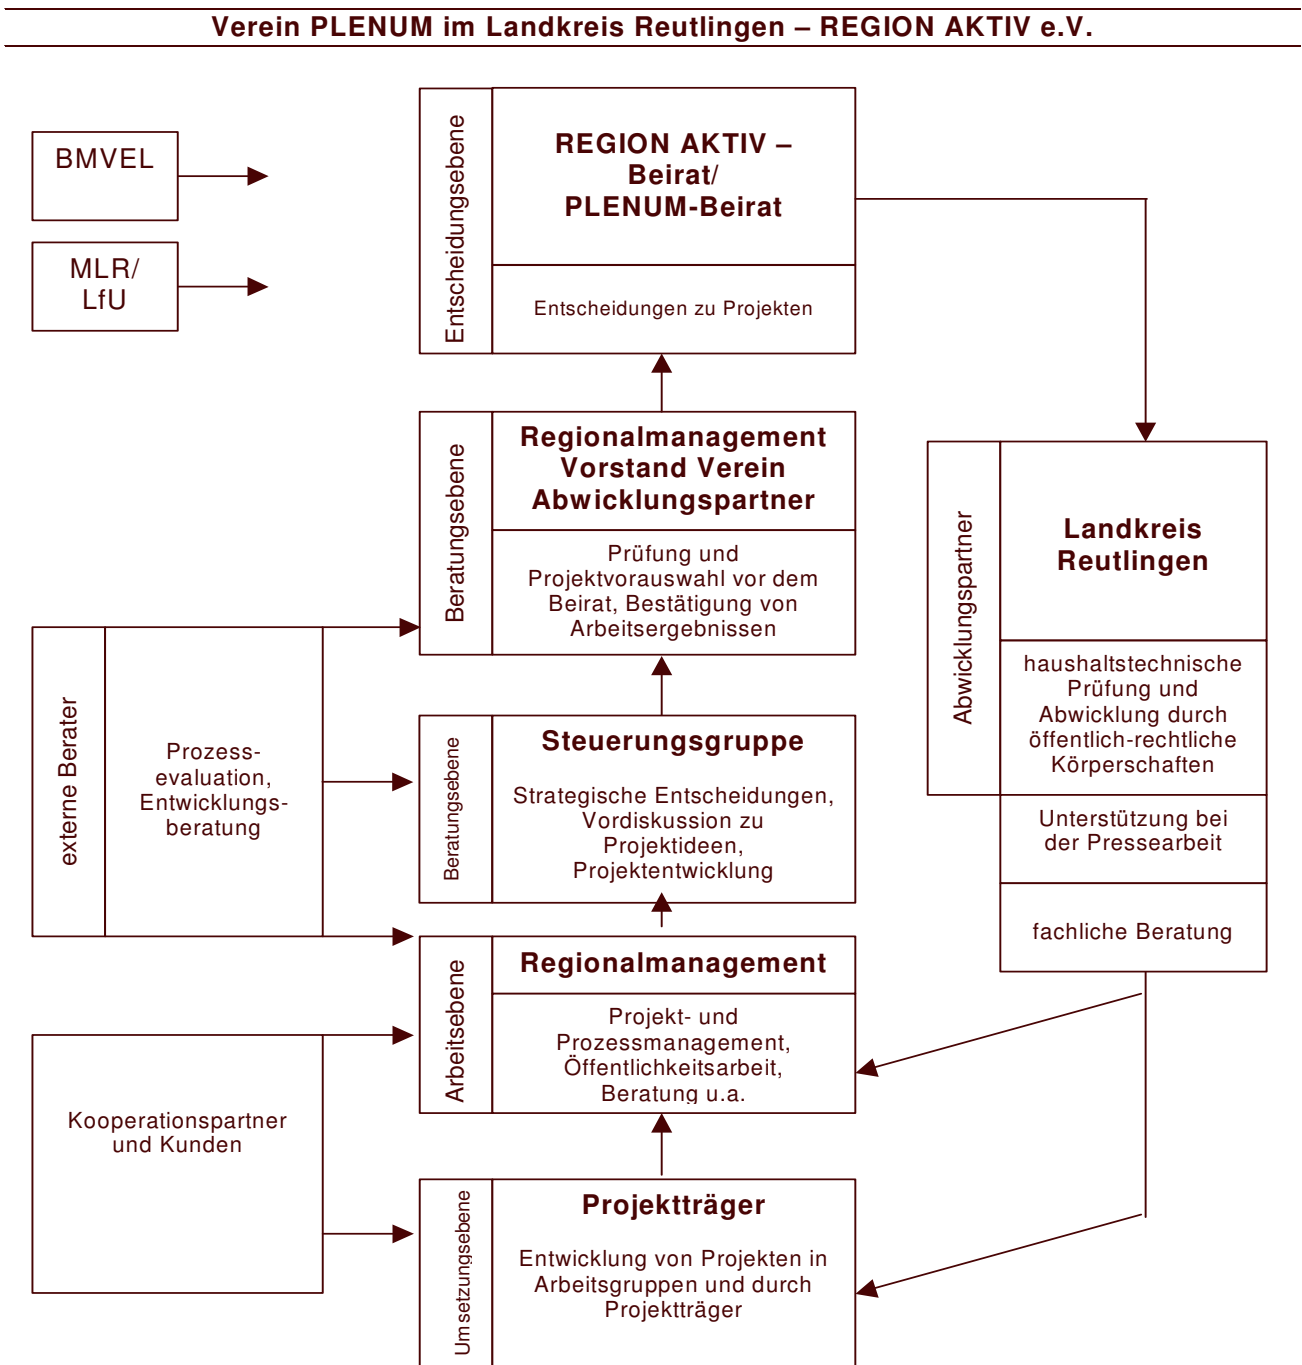 Verein PLENUM im Landkreis Reutlingen – REGION AKTIV e.V.
BMVEL
MLR/
LfU
Entscheidungsebene
REGION AKTIV –
Beirat/
PLENUM-Beirat
Entscheidungen zu Projekten
Beratungsebene
Regionalmanagement
Vorstand Verein
Abwicklungspartner
Prüfung und
Projektvorauswahl vor dem
Beirat, Bestätigung von
Arbeitsergebnissen
Abwicklungspartner
Landkreis
Reutlingen
haushaltstechnische
Prüfung und
Abwicklung durch
öffentlich-rechtliche
Körperschaften
Unterstützung bei
der Pressearbeit
fachliche Beratung
externe Berater
Prozess-
evaluation,
Entwicklungs-
beratung
Beratungsebene
Steuerungsgruppe
Strategische Entscheidungen,
Vordiskussion zu
Projektideen,
Projektentwicklung
Arbeitsebene
Regionalmanagement
Projekt- und
Prozessmanagement,
Öffentlichkeitsarbeit,
Beratung u.a.
Kooperationspartner
und Kunden
Umsetzungsebene
Projektträger
Entwicklung von Projekten in
Arbeitsgruppen und durch
Projektträger